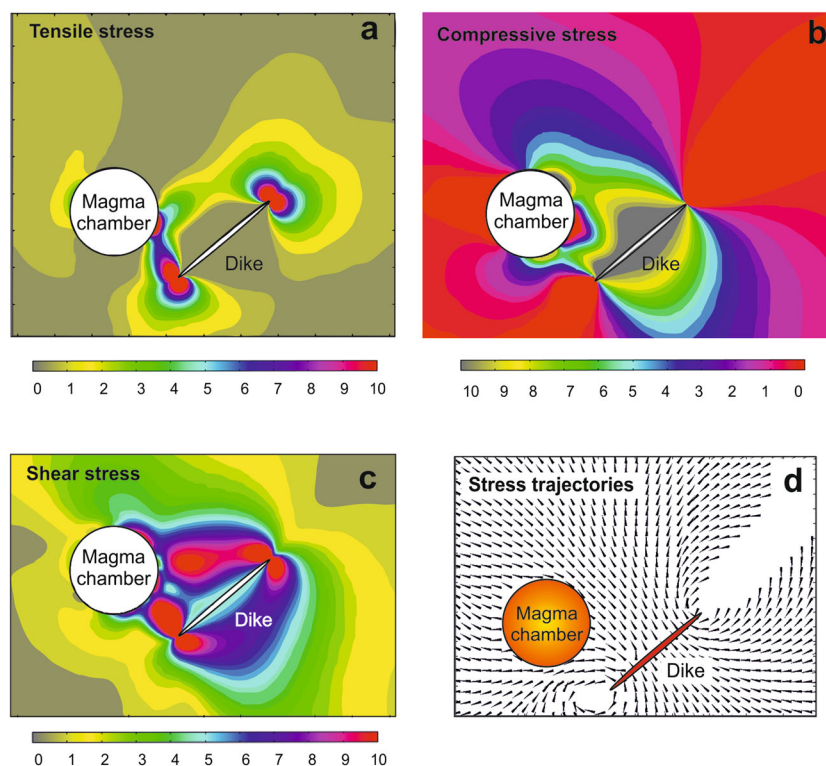 Tensile stress
a
Magma
chamber
Dike
0 1 2 3 4 5 6 7 8 9 10
Compressive stress
b
Magma
chamber
Dike
10 9 8 7 6 5 4 3 2 1 0
Shear stress
c
Magma
chamber
Dike
0 1 2 3 4 5 6 7 8 9 10
Stress trajectories
d
Magma
chamber
Dike